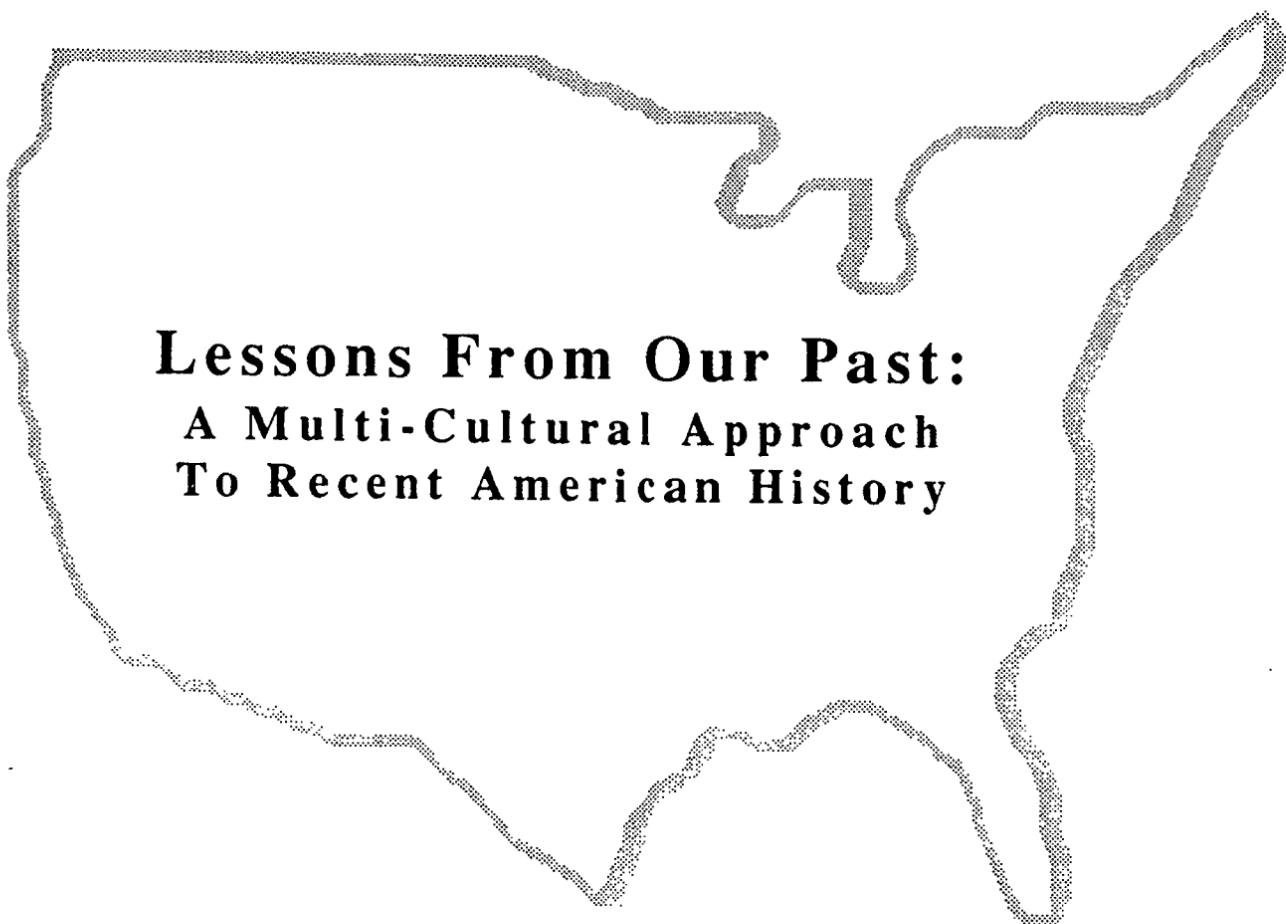 Lessons From Our Past:
A Multi-Cultural Approach
To Recent American History